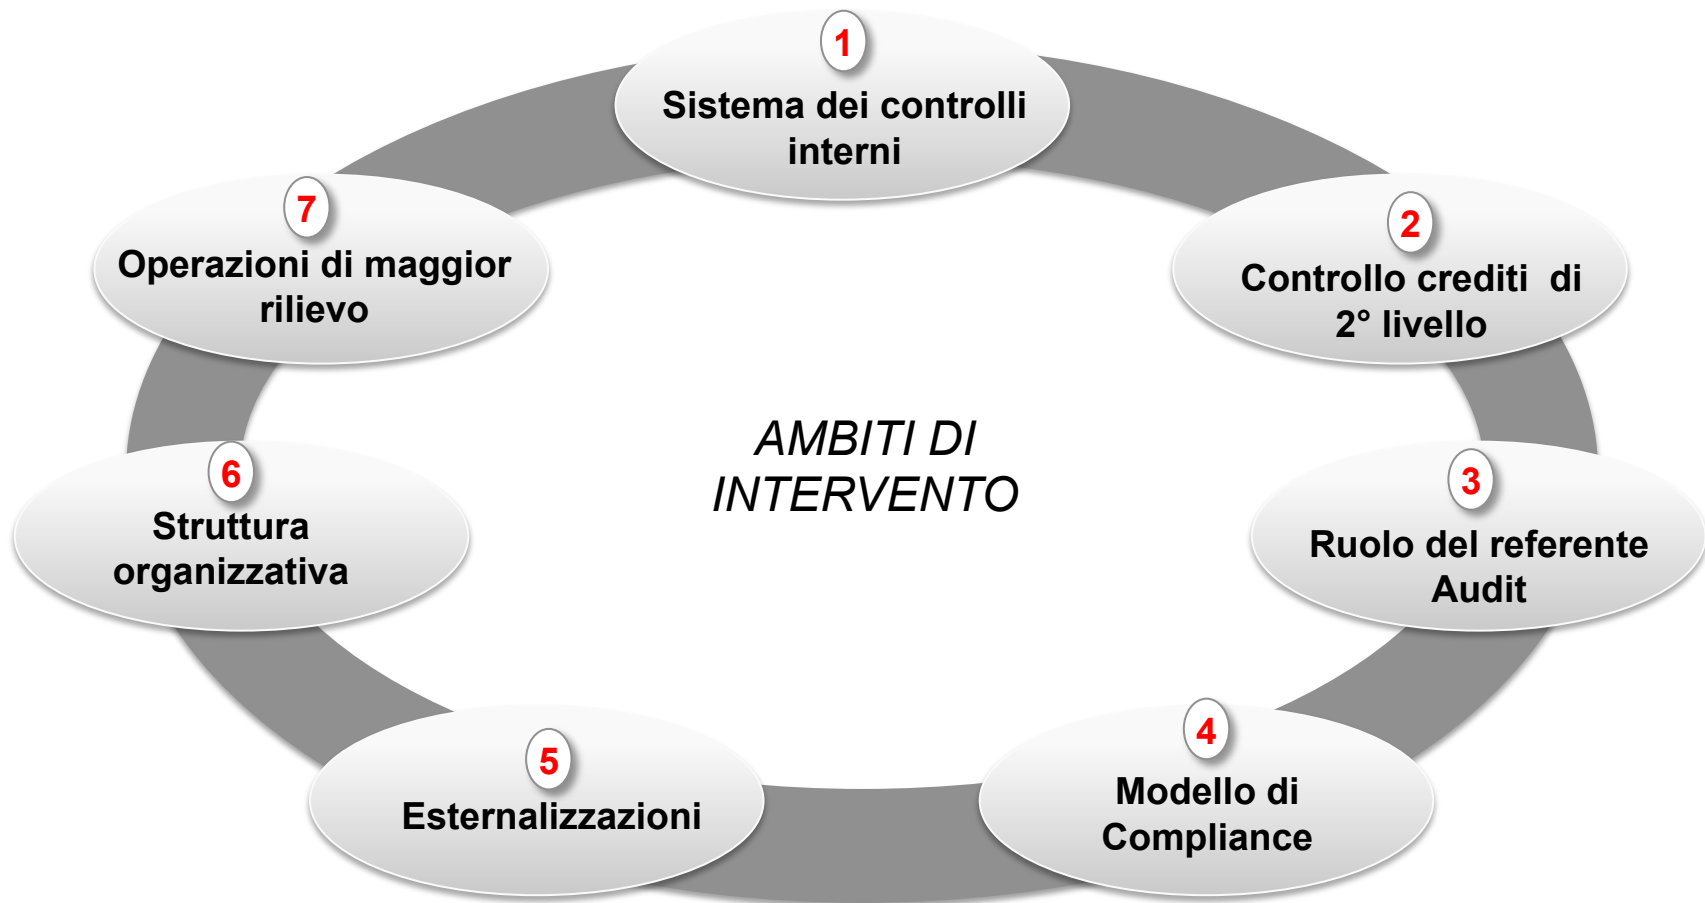 1
Sistema dei controlli
interni
2
Controllo crediti di
2° livello
3
Ruolo del referente
Audit
4
Modello di
Compliance
5
Esternalizzazioni
6
Struttura
organizzativa
7
Operazioni di maggior
rilievo
AMBITI DI
INTERVENTO